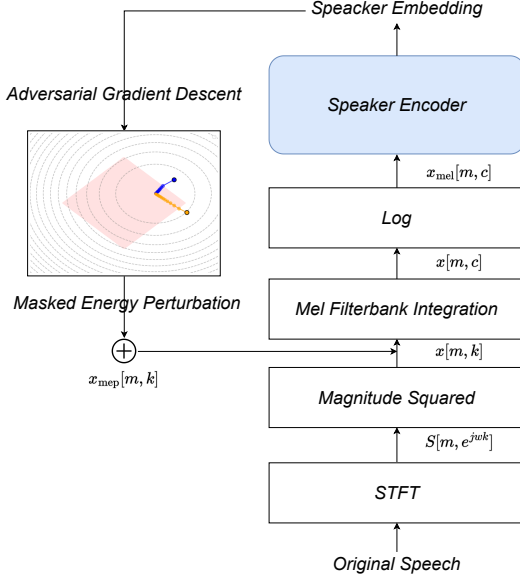 Speacker Embedding
Adversarial Gradient Descent
Speaker Encoder
x_mel[m, c]
Log
x[m, c]
Masked Energy Perturbation
Mel Filterbank Integration
x[m, k]
x_mep[m, k]
Magnitude Squared
S[m, e^{jwk}]
STFT
Original Speech